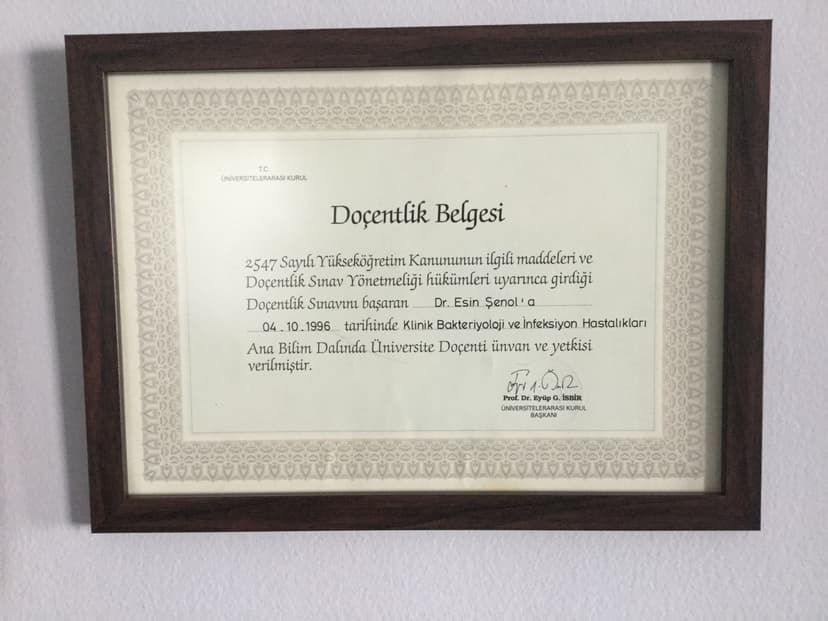 T.C.
ÜNİVERSİTELERARASI KURUL
Doçentlik Belgesi
2547 Sayılı Yükseköğretim Kanununun ilgili maddeleri ve
Doçentlik Sınav Yönetmeliği hükümleri uyarınca girdiği
Doçentlik Sınavını başaran Dr. Esin Şenol'a
04.10.1996 tarihinde Klinik Bakteriyoloji ve İnfeksiyon Hastalıkları
Ana Bilim Dalında Üniversite Doçenti ünvan ve yetkisi
verilmiştir.
Prof. Dr. Eyüp G. İSBİR
ÜNİVERSİTELERARASI KURUL
BAŞKANI